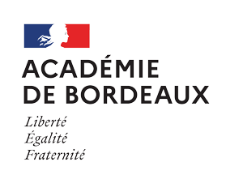 ACADÉMIE
DE BORDEAUX
Liberté
Égalité
Fraternité